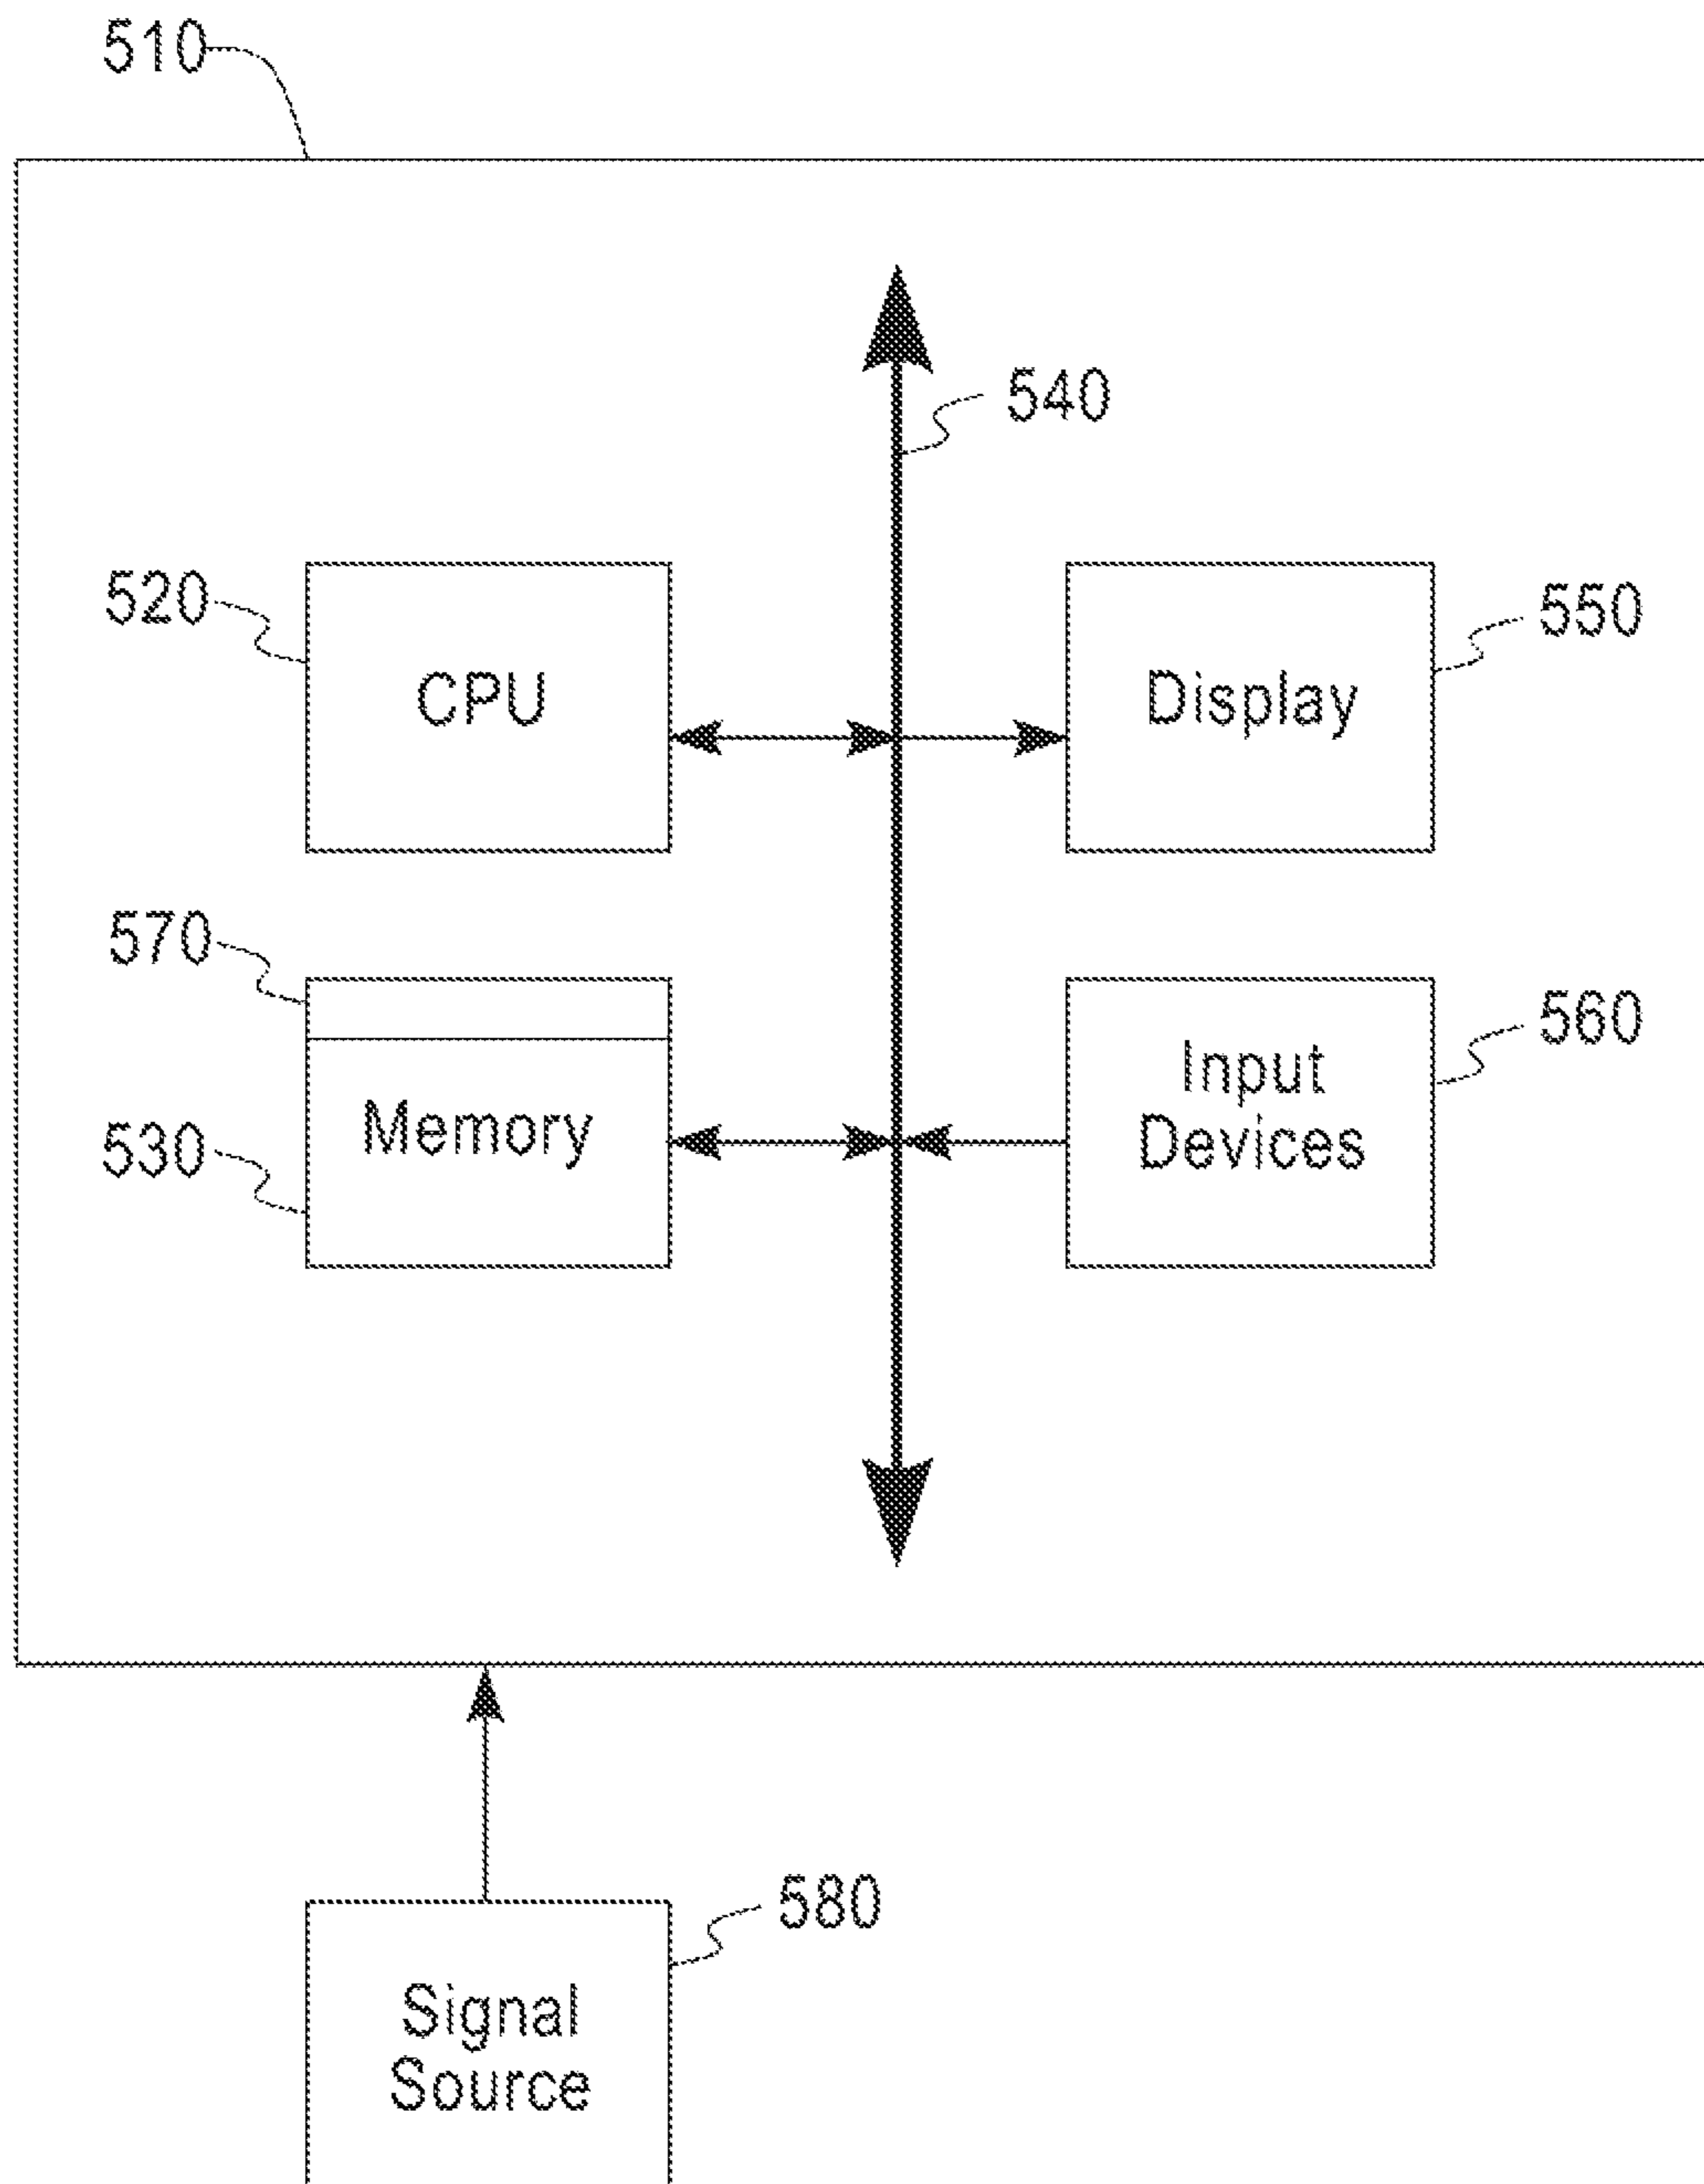 510
540
520
CPU
Display
550
570
Memory
530
Input
Devices
560
580
Signal
Source